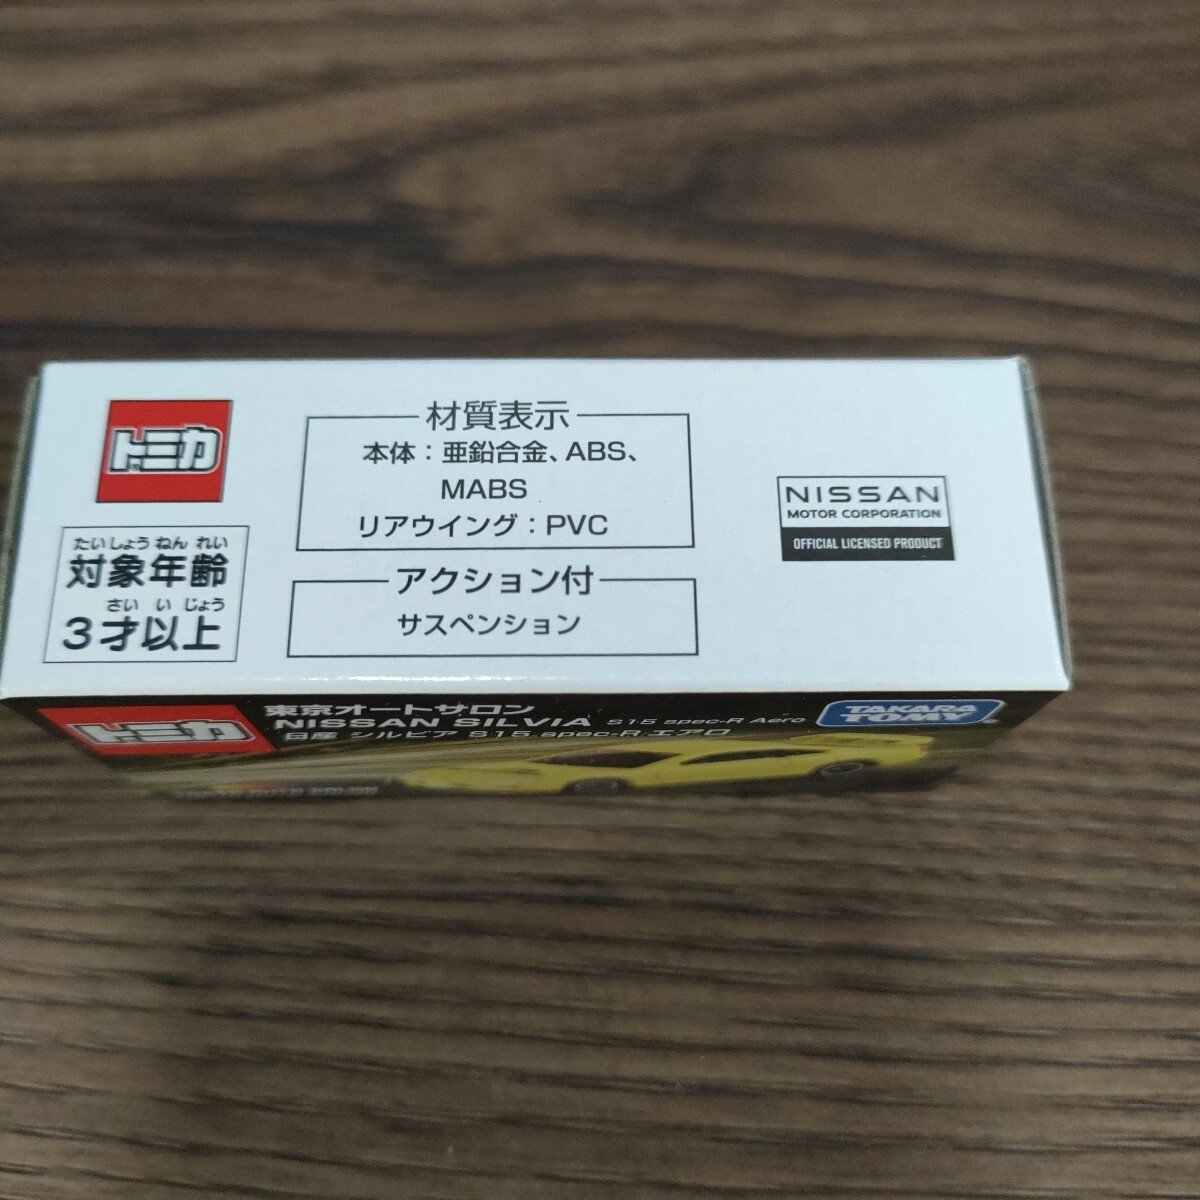 トミカ
たいしょう ねん れい
対象年齢
さい い じょう
3才以上
材質表示
本体：亜鉛合金、ABS、
MABS
リアウイング：PVC
アクション付
サスペンション
NISSAN
MOTOR CORPORATION
OFFICIAL LICENSED PRODUCT
トミカ
東京オートサロン
NISSAN SILVIA S15 spec-R Aero
日産 シルビア S15 spec-R エアロ
TAKARA
TOMY